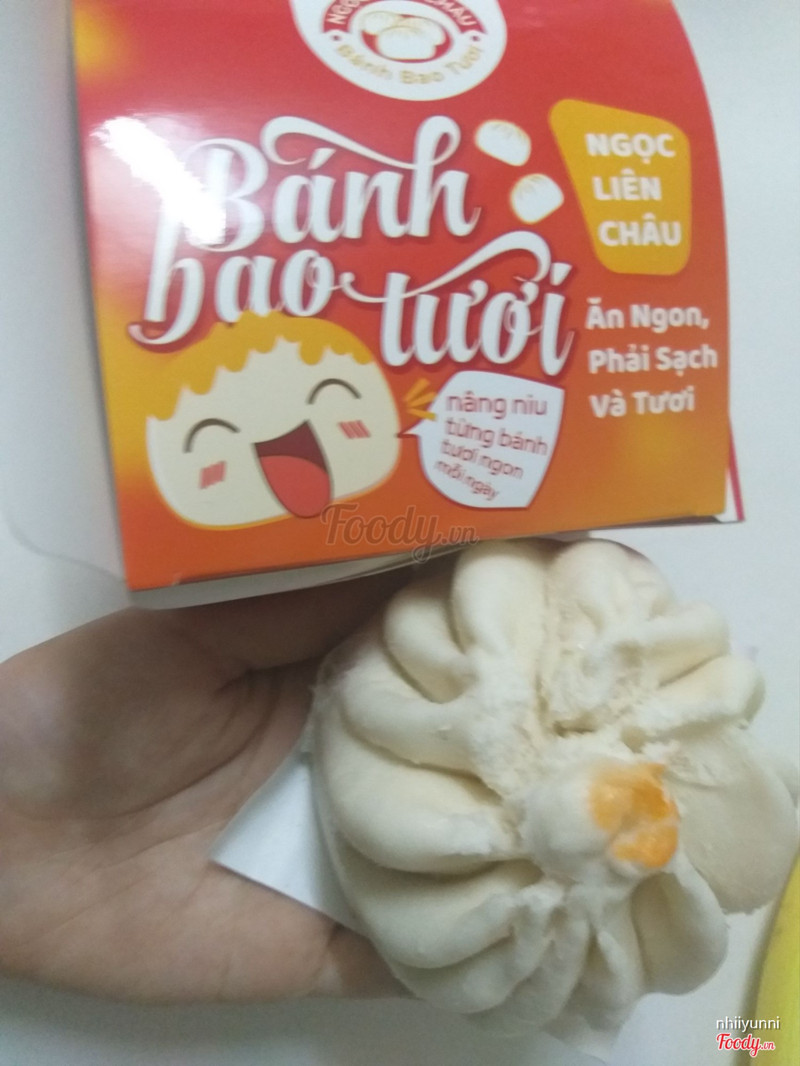 Bánh Bao Tươi
Bánh
bao tươi
NGỌC
LIÊN
CHÂU
Ăn Ngon,
Phải Sạch
Và Tươi
nâng niu
từng bánh
tươi ngon
mỗi ngày
Foody.vn
nhiiyunni
Foody.vn